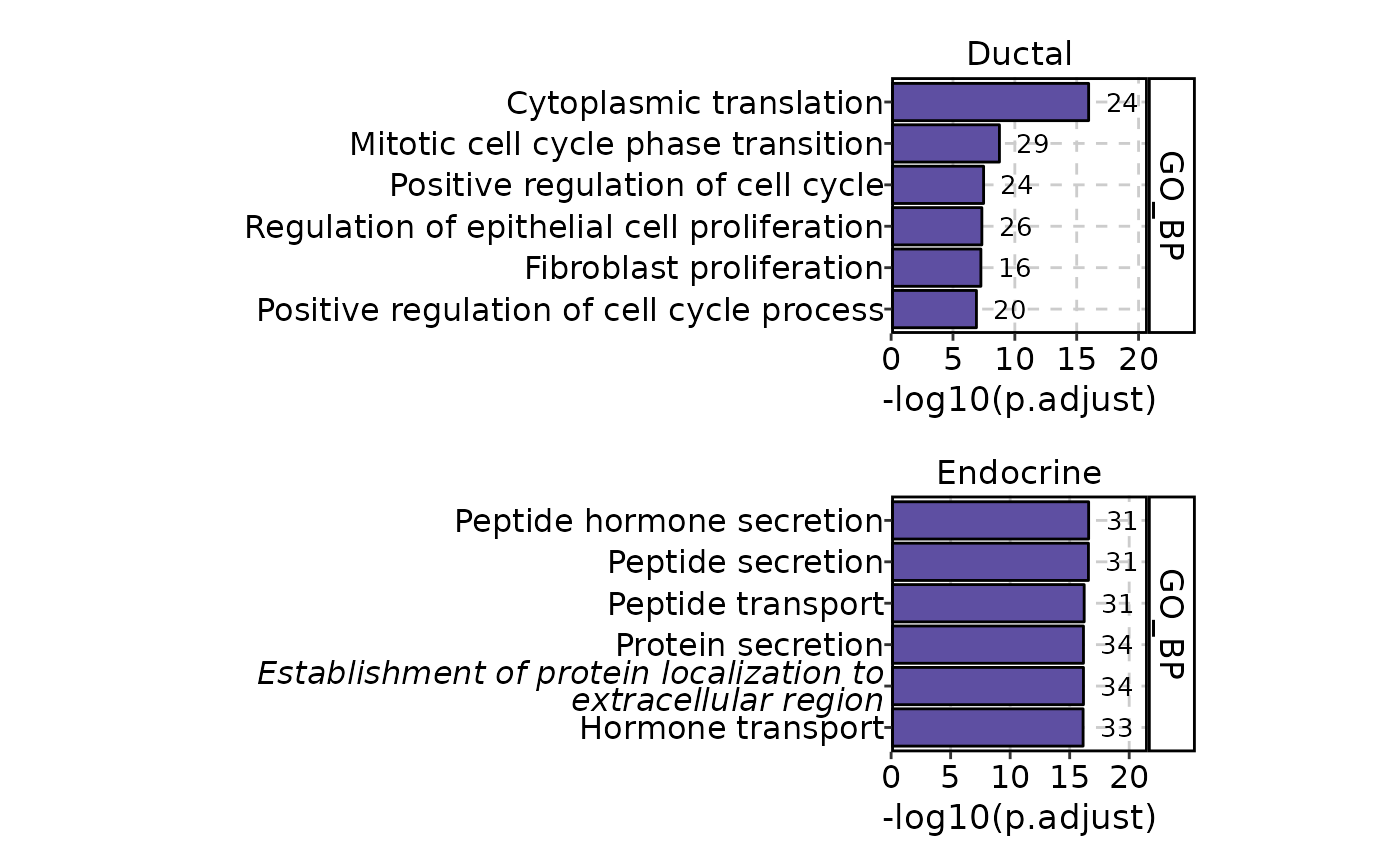 Ductal
Cytoplasmic translation 24
Mitotic cell cycle phase transition 29
Positive regulation of cell cycle 24
Regulation of epithelial cell proliferation 26
Fibroblast proliferation 16
Positive regulation of cell cycle process 20
GO_BP
0 5 10 15 20
-log10(p.adjust)
Endocrine
Peptide hormone secretion 31
Peptide secretion 31
Peptide transport 31
Protein secretion 34
Establishment of protein localization to
extracellular region 34
Hormone transport 33
GO_BP
0 5 10 15 20
-log10(p.adjust)